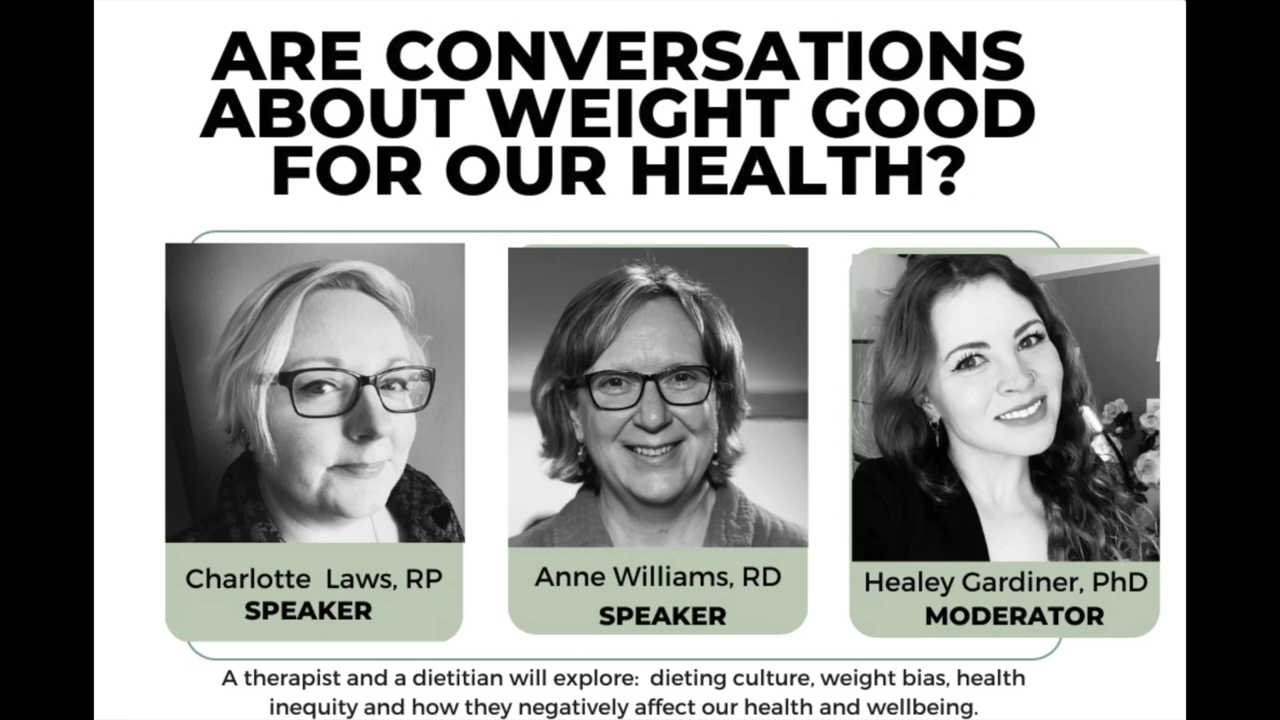 ARE CONVERSATIONS
ABOUT WEIGHT GOOD
FOR OUR HEALTH?
Charlotte Laws, RP
SPEAKER
Anne Williams, RD
SPEAKER
Healey Gardiner, PhD
MODERATOR
A therapist and a dietitian will explore: dieting culture, weight bias, health
inequity and how they negatively affect our health and wellbeing.